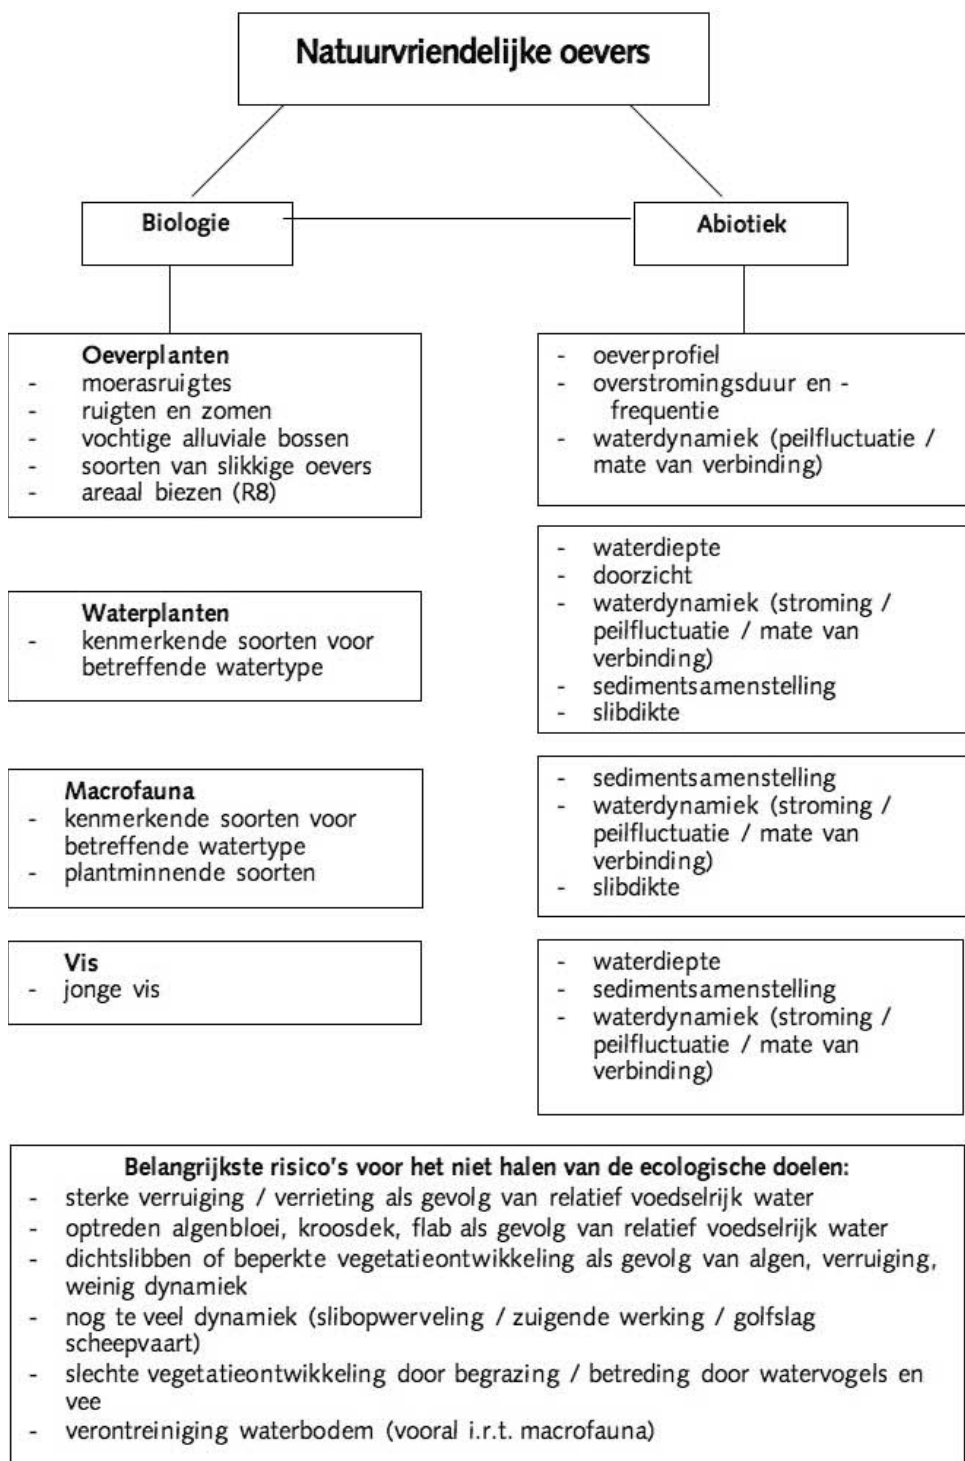 Natuurvriendelijke oevers
Biologie
Abiotiek
Oeverplanten
- moerasruigtes
- ruigten en zomen
- vochtige alluviale bossen
- soorten van slikkige oevers
- areaal biezen (R8)
- oeverprofiel
- overstromingsduur en -
frequentie
- waterdynamiek (peilfluctuatie /
mate van verbinding)
Waterplanten
- kenmerkende soorten voor
betreffende watertype
- waterdiepte
- doorzicht
- waterdynamiek (stroming /
peilfluctuatie / mate van
verbinding)
- sedimentsamenstelling
- slibdikte
Macrofauna
- kenmerkende soorten voor
betreffende watertype
- plantminnende soorten
- sedimentsamenstelling
- waterdynamiek (stroming /
peilfluctuatie / mate van
verbinding)
- slibdikte
Vis
- jonge vis
- waterdiepte
- sedimentsamenstelling
- waterdynamiek (stroming /
peilfluctuatie / mate van
verbinding)
Belangrijkste risico's voor het niet halen van de ecologische doelen:
- sterke verruiging / verrieting als gevolg van relatief voedselrijk water
- optreden algenbloei, kroosdek, flab als gevolg van relatief voedselrijk water
- dichtslibben of beperkte vegetatieontwikkeling als gevolg van algen, verruiging,
weinig dynamiek
- nog te veel dynamiek (slibopwerveling / zuigende werking / golfslag
scheepvaart)
- slechte vegetatieontwikkeling door begrazing / betreding door watervogels en
vee
- verontreiniging waterbodem (vooral i.r.t. macrofauna)